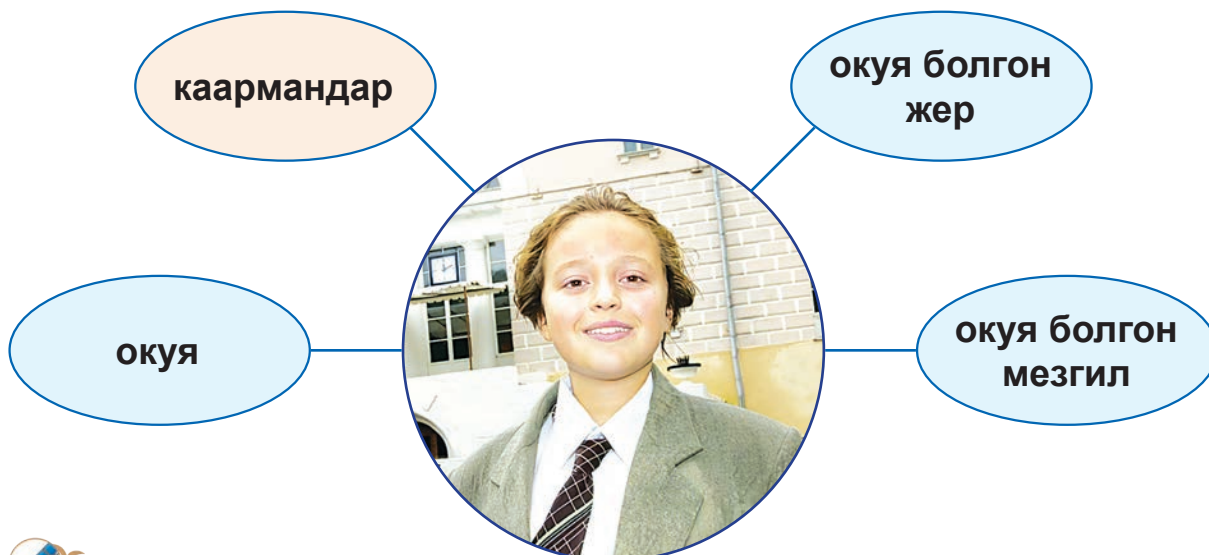 каармандар
окуя болгон
жер
окуя
окуя болгон
мезгил